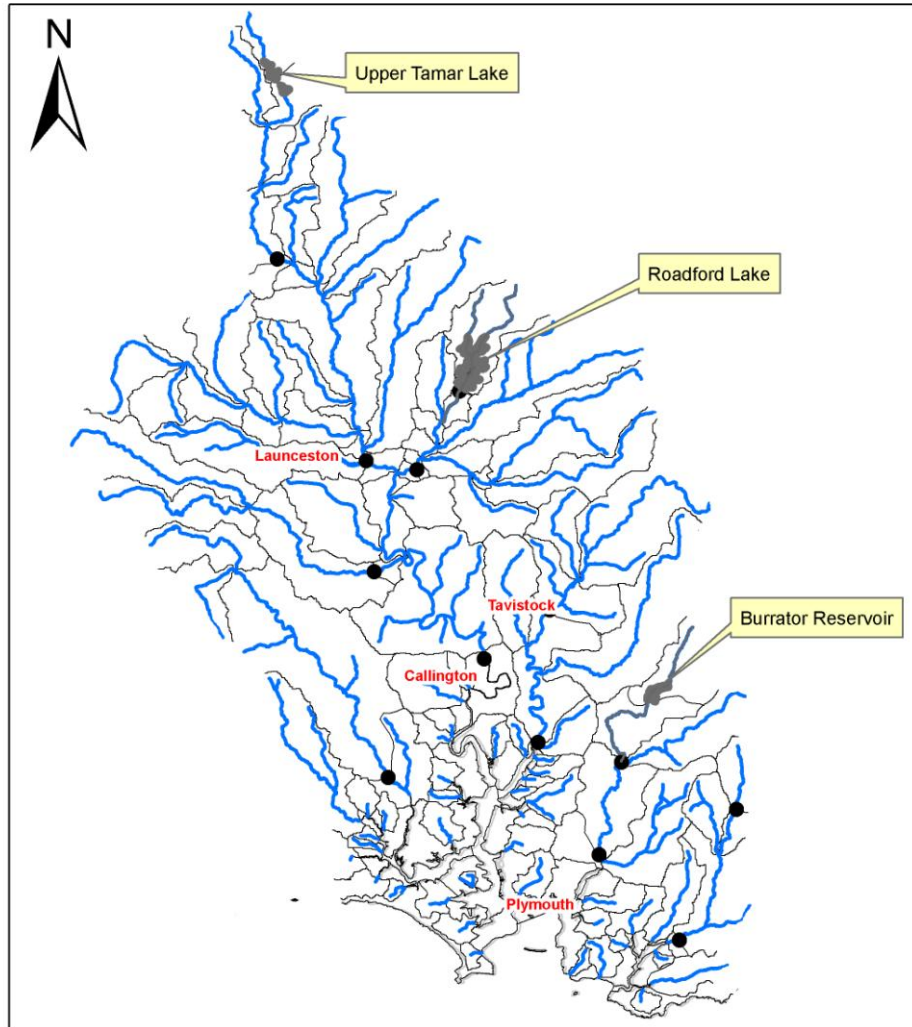 N
Upper Tamar Lake
Roadford Lake
Launceston
Tavistock
Burrator Reservoir
Callington
Plymouth